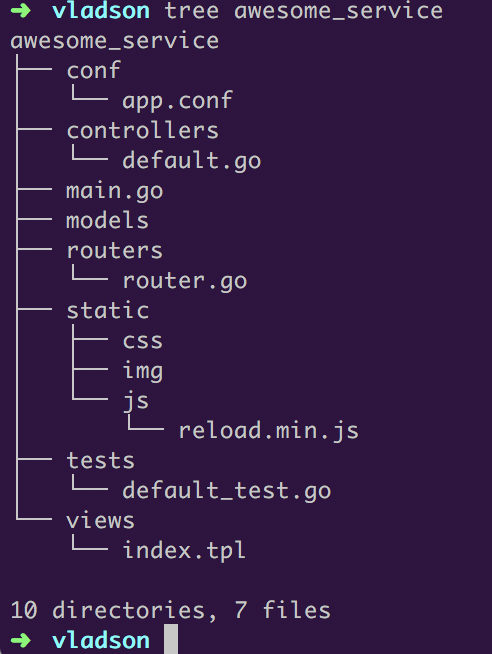 ➜ vladson tree awesome_service
awesome_service
├── conf
│   └── app.conf
├── controllers
│   └── default.go
├── main.go
├── models
├── routers
│   └── router.go
├── static
│   ├── css
│   ├── img
│   └── js
│       └── reload.min.js
├── tests
│   └── default_test.go
└── views
    └── index.tpl

10 directories, 7 files
➜ vladson